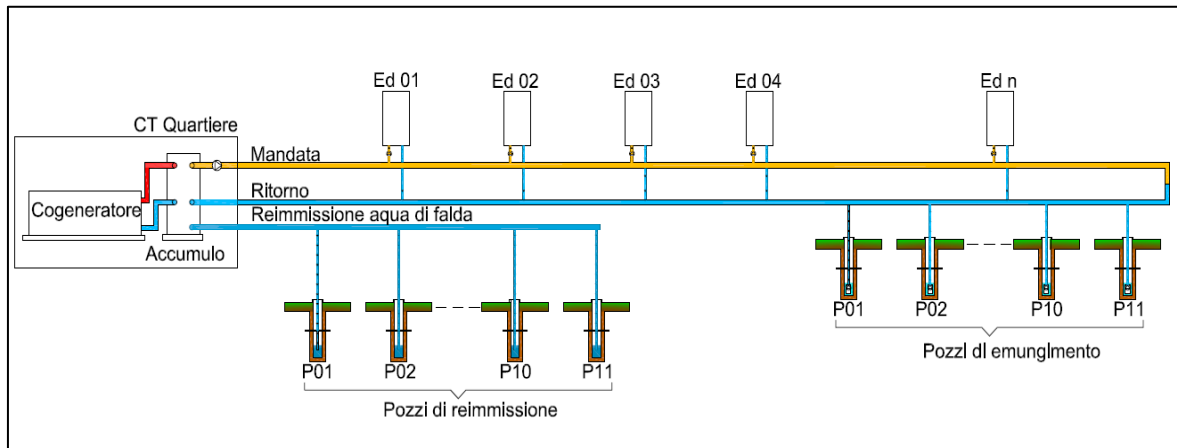 Ed 01
Ed 02
Ed 03
Ed 04
Ed n
CT Quartiere
Mandata
Ritorno
Cogeneratore
Reimmissione aqua di falda
Accumulo
P01
P02
P10
P11
Pozzi di emungimento
P01
P02
P10
P11
Pozzi di reimmissione